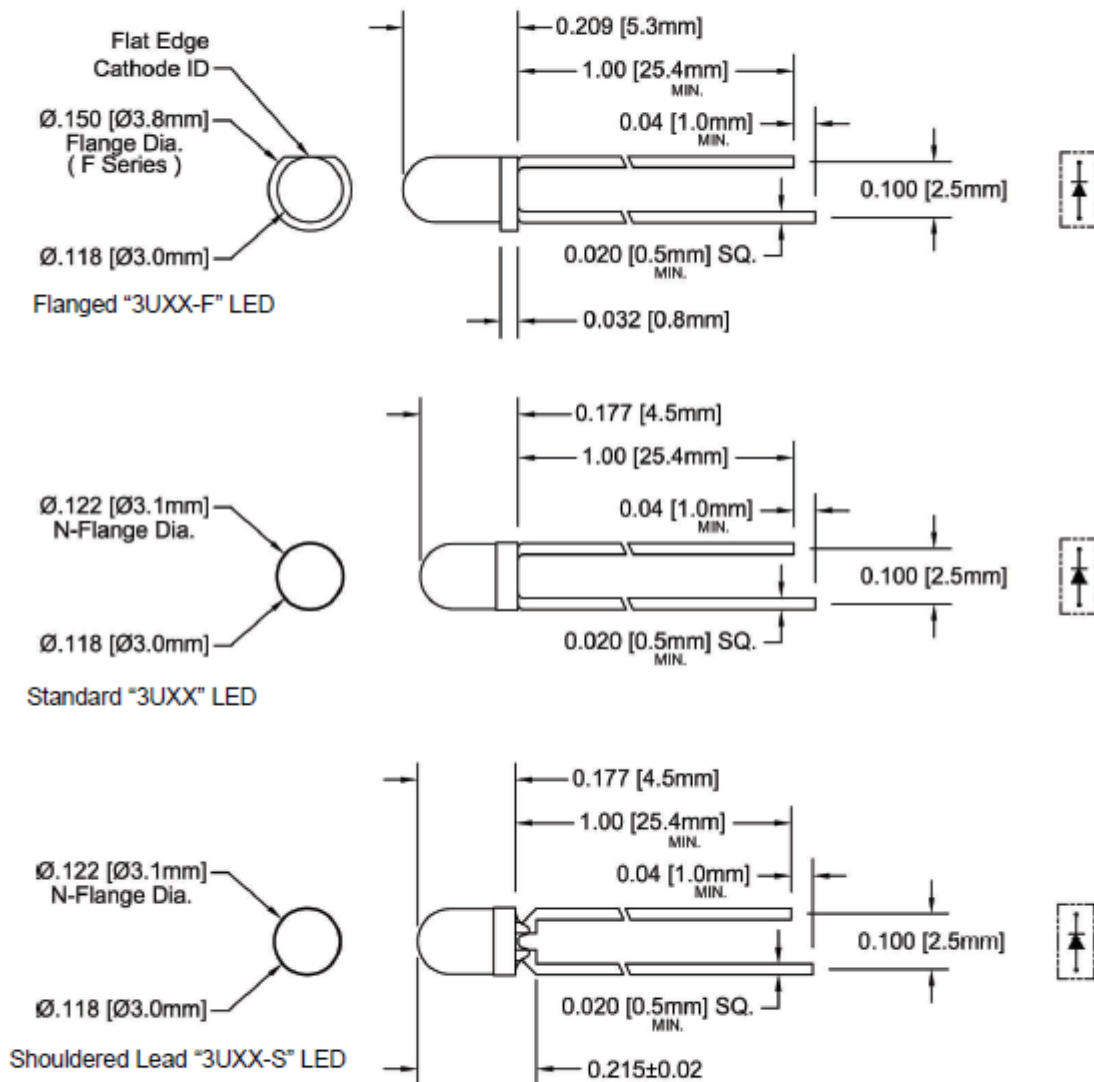 0.209 [5.3mm]
Flat Edge
Cathode ID
1.00 [25.4mm]
MIN.
Ø.150 [Ø3.8mm]
Flange Dia.
( F Series )
0.04 [1.0mm]
MIN.
0.100 [2.5mm]
Ø.118 [Ø3.0mm]
0.020 [0.5mm] SQ.
MIN.
Flanged “3UXX-F” LED
0.032 [0.8mm]
0.177 [4.5mm]
1.00 [25.4mm]
Ø.122 [Ø3.1mm]
N-Flange Dia.
0.04 [1.0mm]
MIN.
0.100 [2.5mm]
Ø.118 [Ø3.0mm]
0.020 [0.5mm] SQ.
MIN.
Standard “3UXX” LED
0.177 [4.5mm]
1.00 [25.4mm]
MIN.
Ø.122 [Ø3.1mm]
N-Flange Dia.
0.04 [1.0mm]
MIN.
0.100 [2.5mm]
Ø.118 [Ø3.0mm]
0.020 [0.5mm] SQ.
MIN.
Shouldered Lead “3UXX-S” LED
0.215±0.02